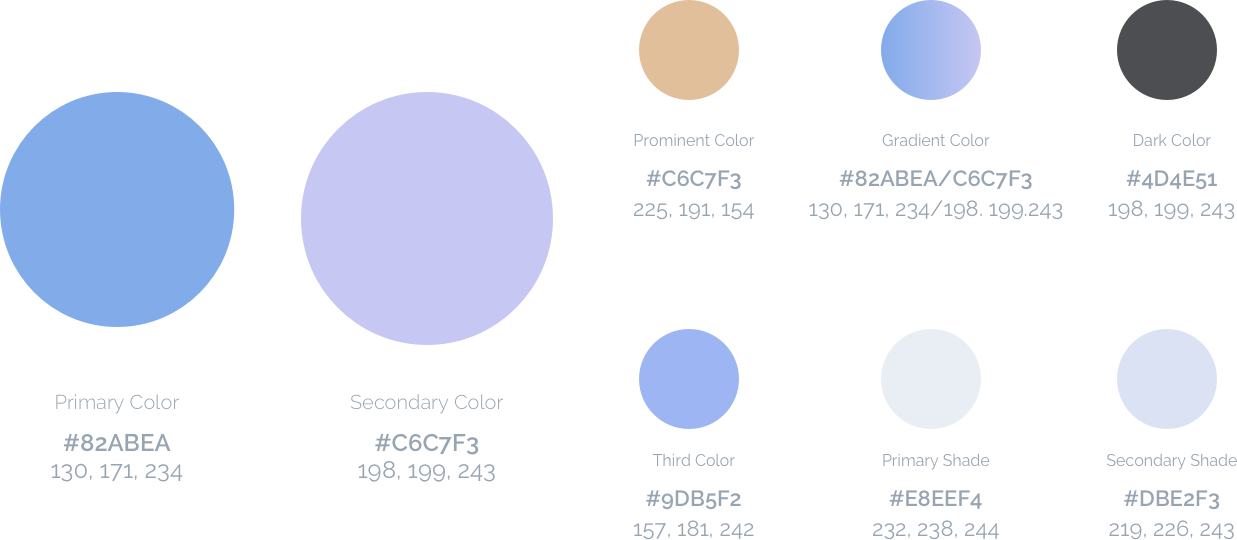 Primary Color
#82ABEA
130, 171, 234
Secondary Color
#C6C7F3
198, 199, 243
Prominent Color
#C6C7F3
225, 191, 154
Gradient Color
#82ABEA/C6C7F3
130, 171, 234/198. 199.243
Dark Color
#4D4E51
198, 199, 243
Third Color
#9DB5F2
157, 181, 242
Primary Shade
#E8EEF4
232, 238, 244
Secondary Shade
#DBE2F3
219, 226, 243